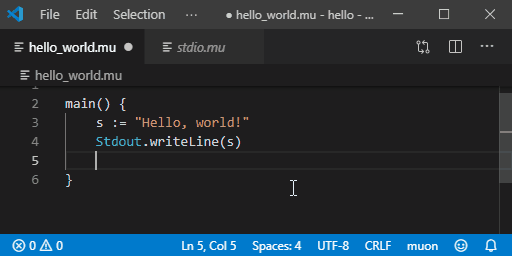 File Edit Selection ... ● hello_world.mu - hello - ...
hello_world.mu ● stdio.mu ...
hello_world.mu
2 main() {
3 s := "Hello, world!"
4 Stdout.writeLine(s)
5
6 }
0 0 Ln 5, Col 5 Spaces: 4 UTF-8 CRLF muon